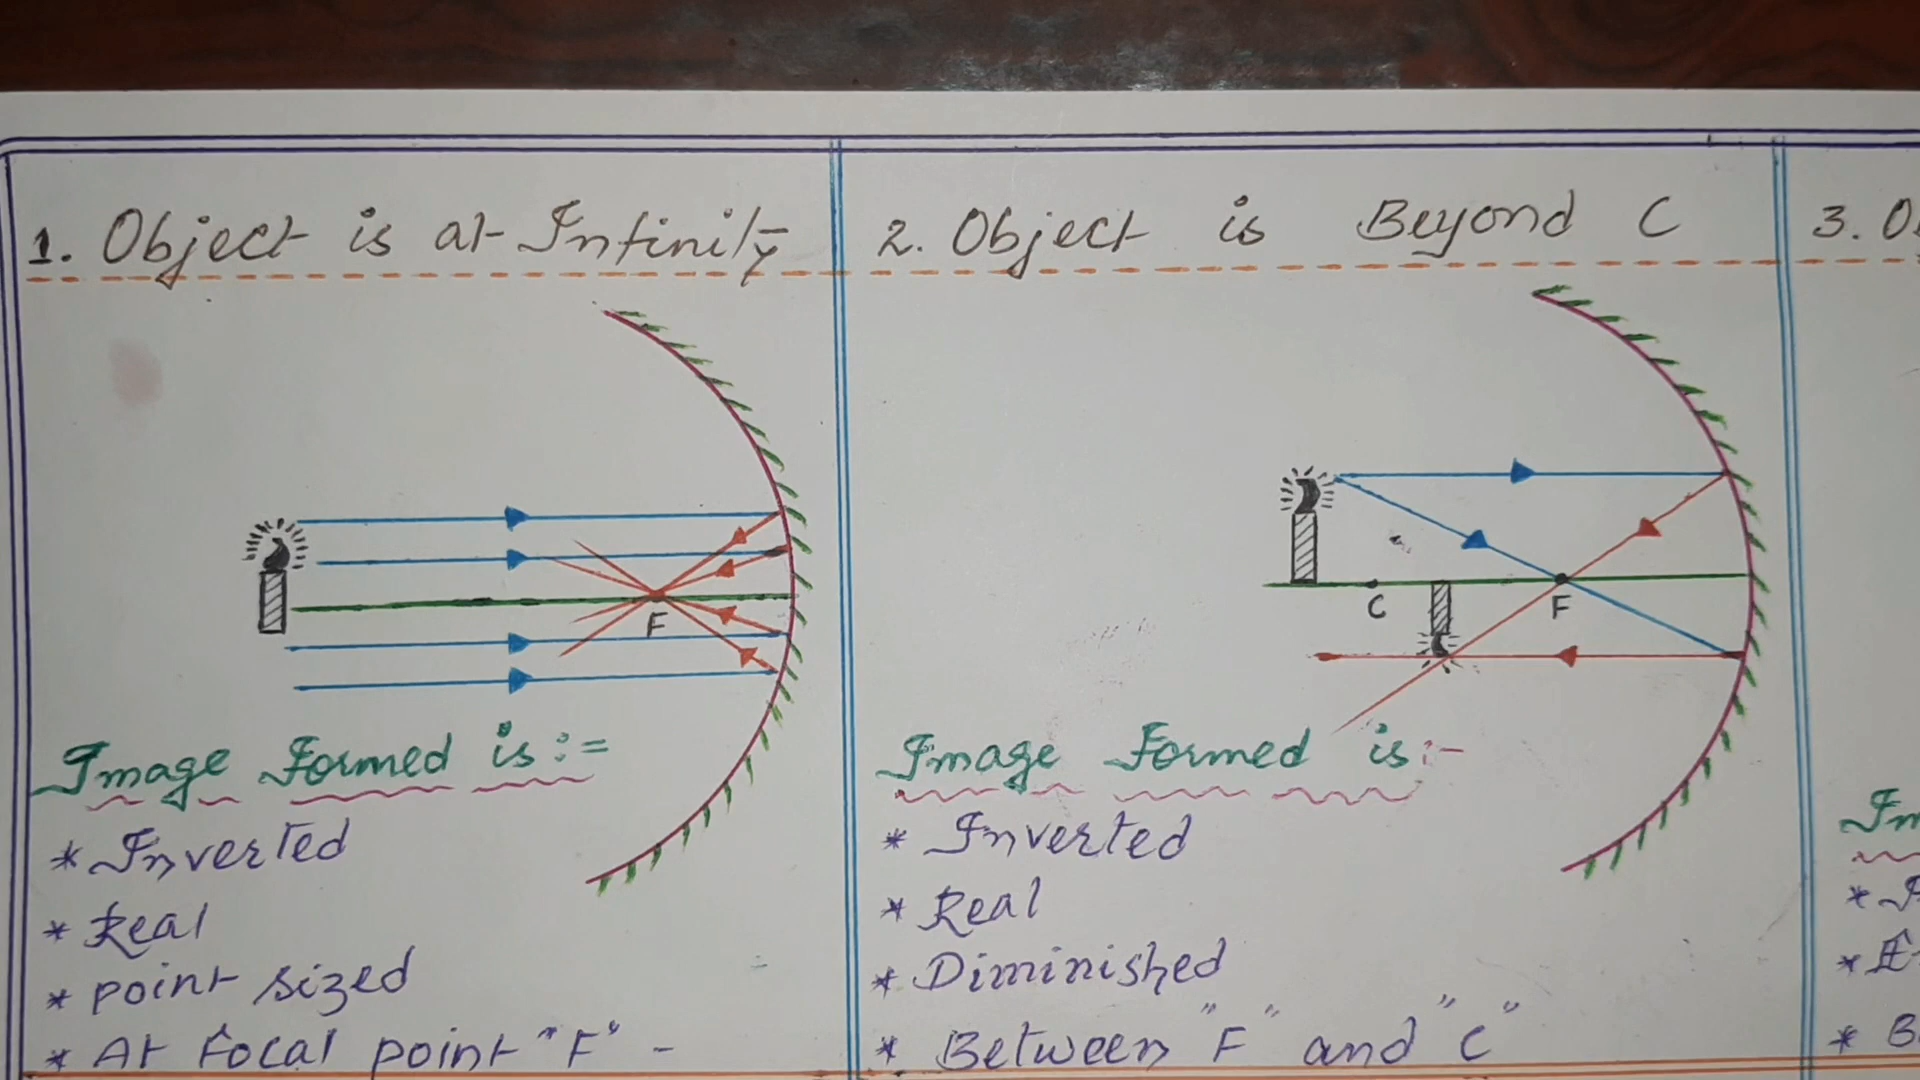 1. Object is at Infinity
F
Image Formed is:=
* Inverted
* Real
* point sized
* At focal point "F" -
2. Object is Beyond C
C
F
Image Formed is:-
* Inverted
* Real
* Diminished
* Between "F" and "C"
3.